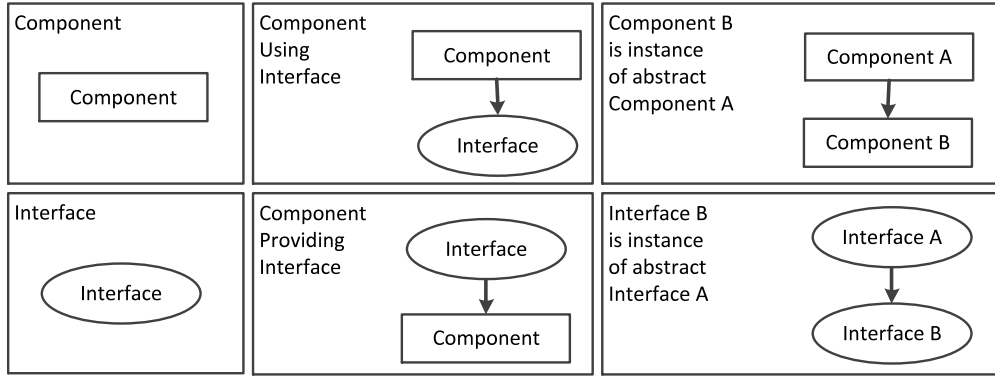 Component
Component
Component
Using
Interface
Component
Interface
Component B
is instance
of abstract
Component A
Component A
Component B
Interface
Interface
Component
Providing
Interface
Interface
Component
Interface B
is instance
of abstract
Interface A
Interface A
Interface B